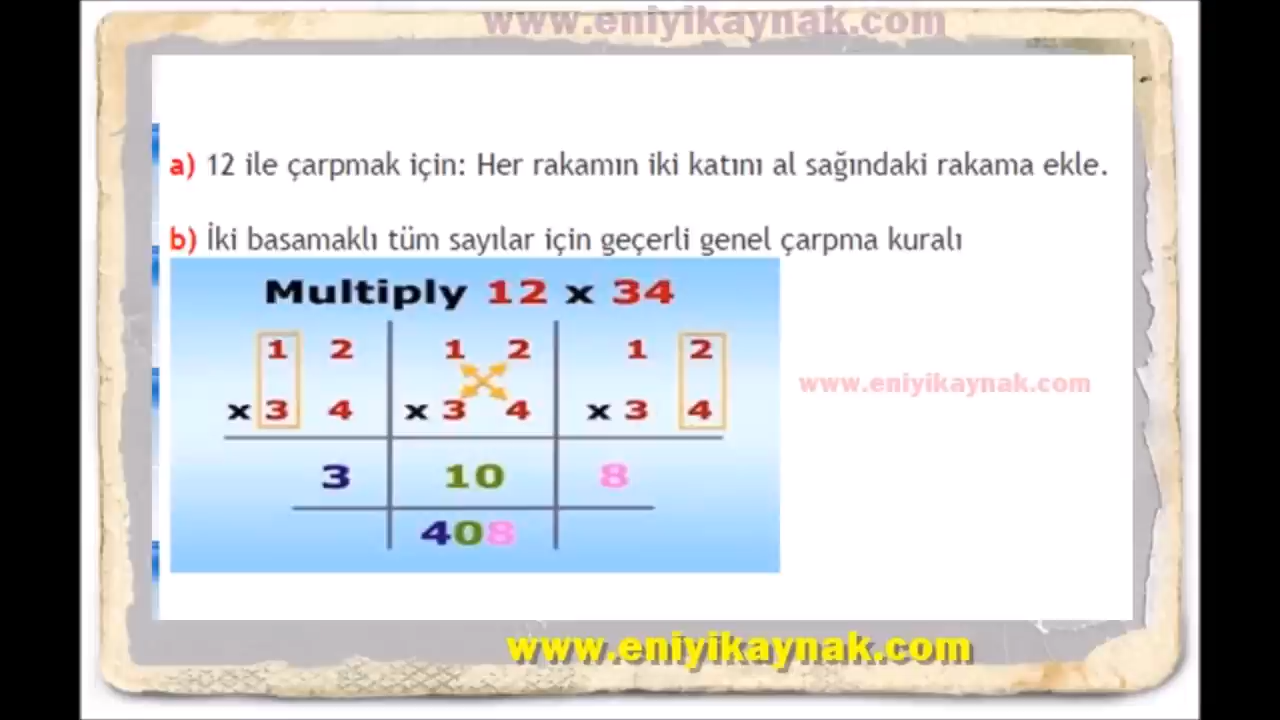 www.eniyikaynak.com
a) 12 ile çarpmak için: Her rakamın iki katını al sağındaki rakama ekle.
b) İki basamaklı tüm sayılar için geçerli genel çarpma kuralı
Multiply 12 x 34
1 2 1 2 1 2
x 3 4 x 3 4 x 3 4
3 10 8
408
www.eniyikaynak.com
www.eniyikaynak.com